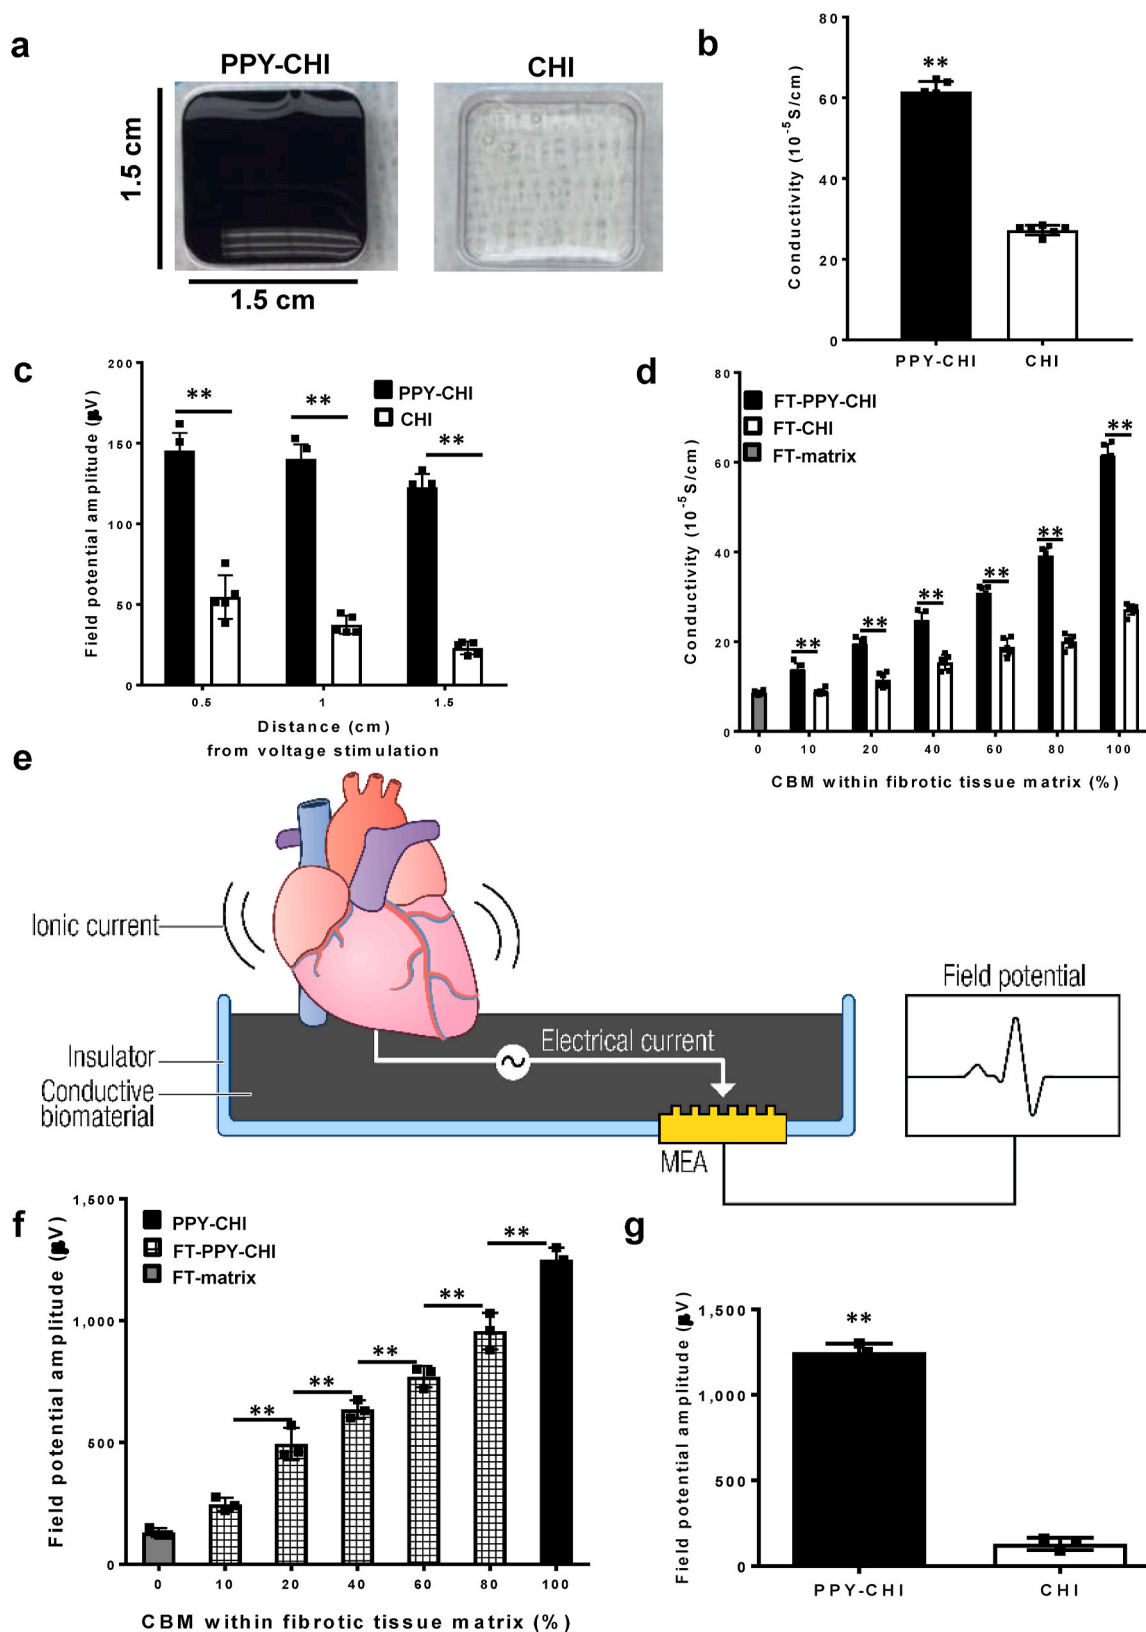 a
PPY-CHI
CHI
1.5 cm
1.5 cm
b
Conductivity (10⁻⁵S/cm)
80
60
40
20
0
**
PPY-CHI
CHI
c
Field potential amplitude (µV)
200
150
100
50
0
**
**
**
PPY-CHI
CHI
0.5
1
1.5
Distance (cm)
from voltage stimulation
d
Conductivity (10⁻⁵S/cm)
80
60
40
20
0
FT-PPY-CHI
FT-CHI
FT-matrix
**
**
**
**
**
**
0
10
20
40
60
80
100
CBM within fibrotic tissue matrix (%)
e
Ionic current
Insulator
Conductive
biomaterial
Electrical current
MEA
Field potential
f
Field potential amplitude (µV)
1,500
1,000
500
0
PPY-CHI
FT-PPY-CHI
FT-matrix
**
**
**
**
**
0
10
20
40
60
80
100
CBM within fibrotic tissue matrix (%)
g
Field potential amplitude (µV)
1,500
1,000
500
0
**
PPY-CHI
CHI